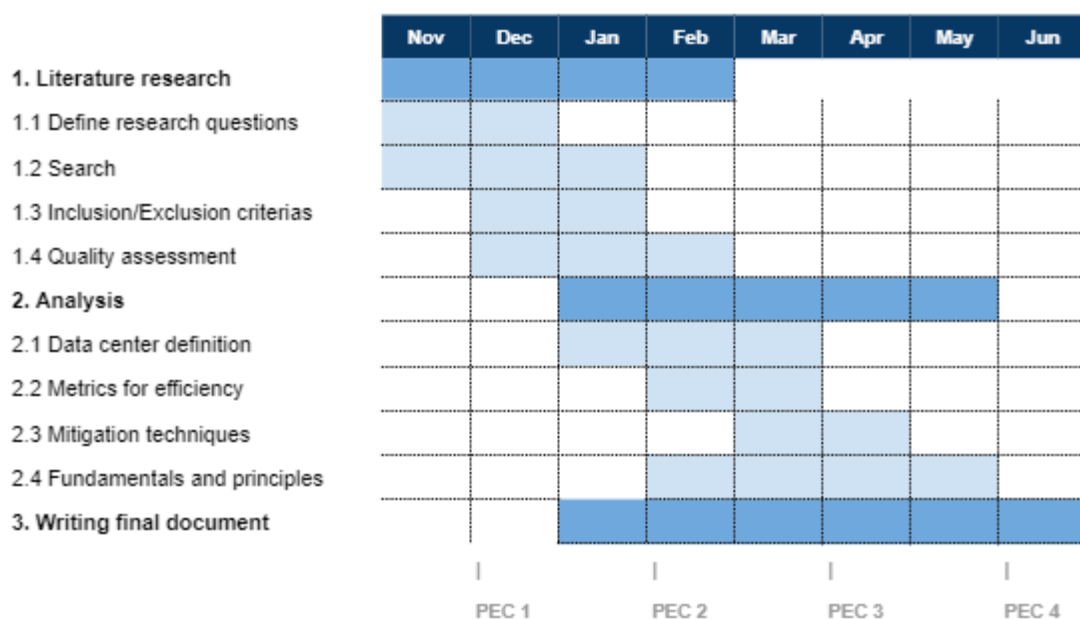 Nov Dec Jan Feb Mar Apr May Jun
1. Literature research
1.1 Define research questions
1.2 Search
1.3 Inclusion/Exclusion criterias
1.4 Quality assessment
2. Analysis
2.1 Data center definition
2.2 Metrics for efficiency
2.3 Mitigation techniques
2.4 Fundamentals and principles
3. Writing final document
PEC 1 PEC 2 PEC 3 PEC 4